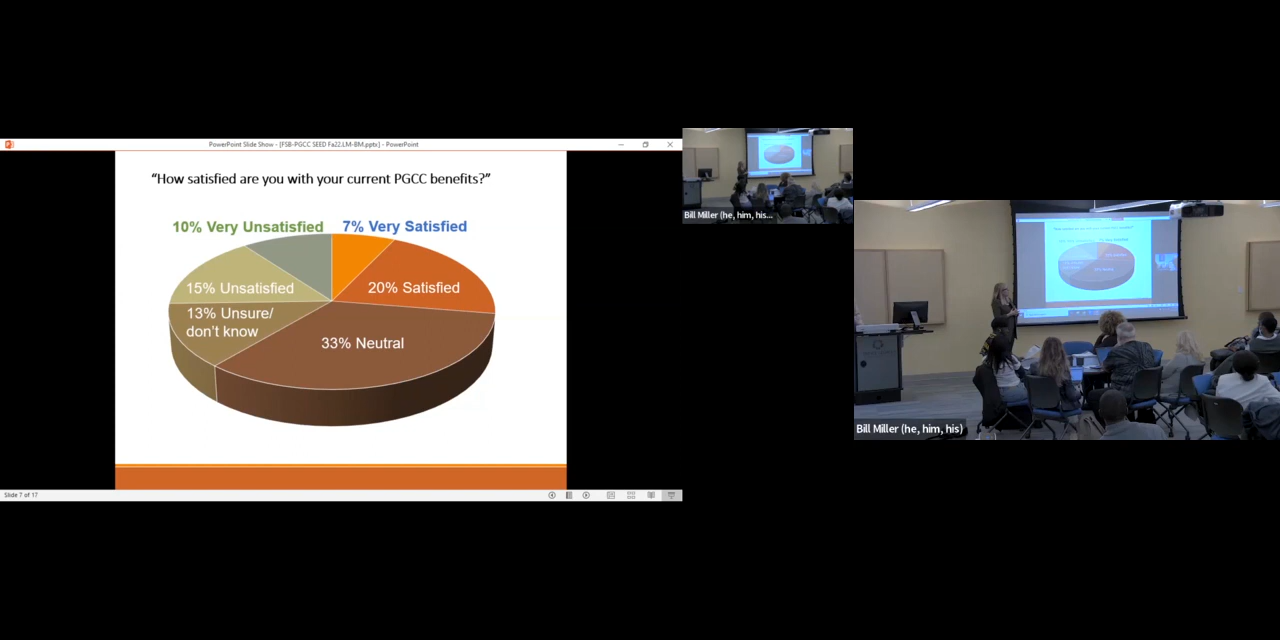 PowerPoint Slide Show - [FSB-PGCC SEED Fa22.LM-BM.pptx] - PowerPoint
“How satisfied are you with your current PGCC benefits?”
10% Very Unsatisfied
7% Very Satisfied
15% Unsatisfied
20% Satisfied
13% Unsure/
don’t know
33% Neutral
Slide 7 of 17
Bill Miller (he, him, his...
Bill Miller (he, him, his)